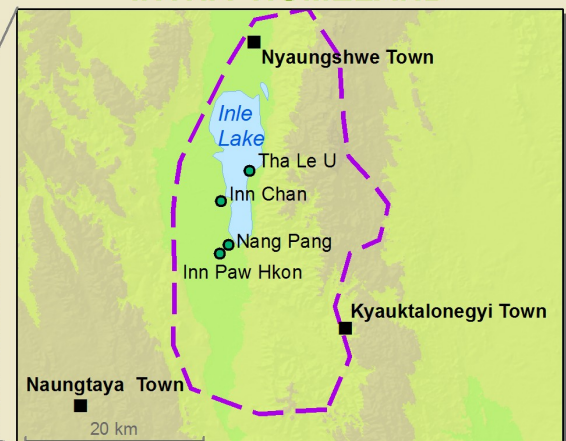 Nyaungshwe Town
Inle
Lake
Tha Le U
Inn Chan
Nang Pang
Inn Paw Hkon
Kyauktalonegyi Town
Naungtaya Town
20 km